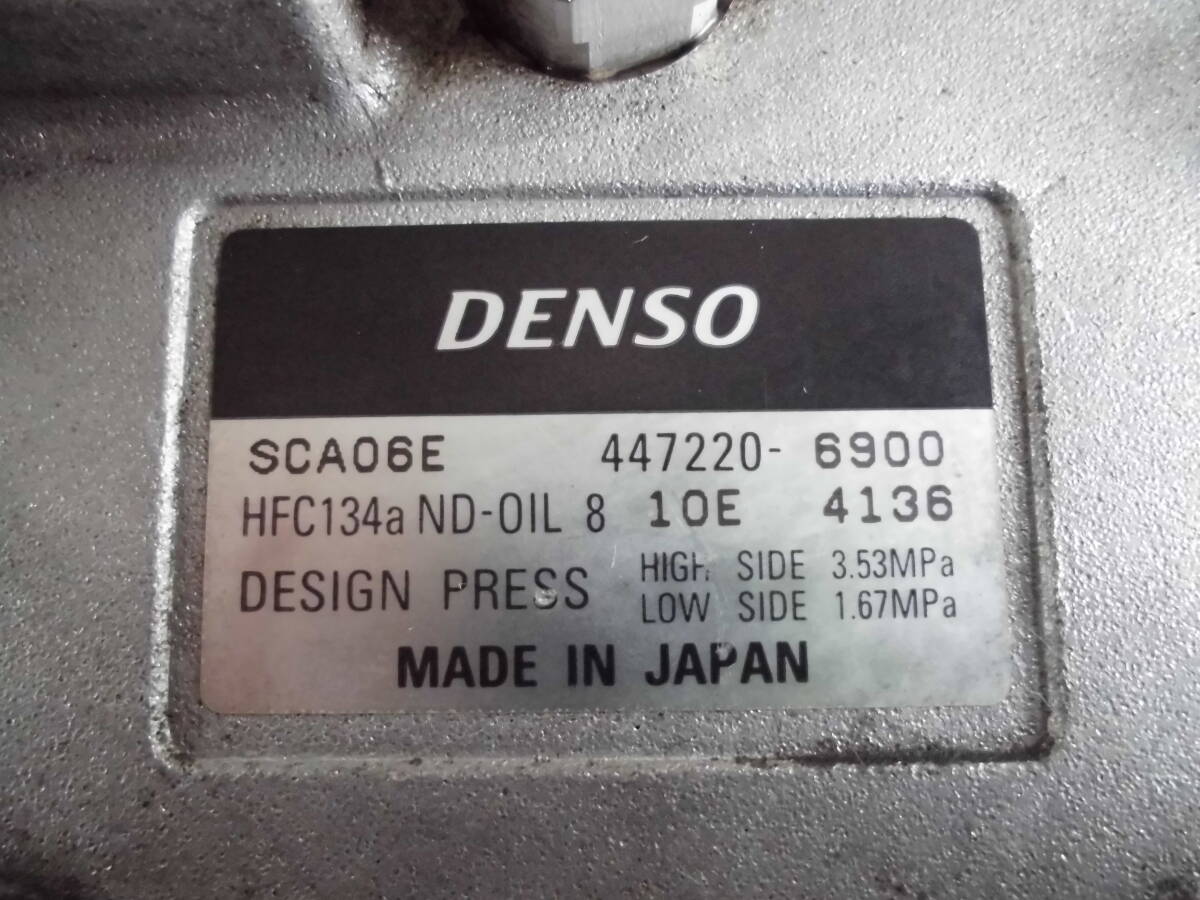 DENSO
SCA06E 447220- 6900
HFC134a ND-OIL 8 10E 4136
DESIGN PRESS HIGH SIDE 3.53MPa
LOW SIDE 1.67MPa
MADE IN JAPAN